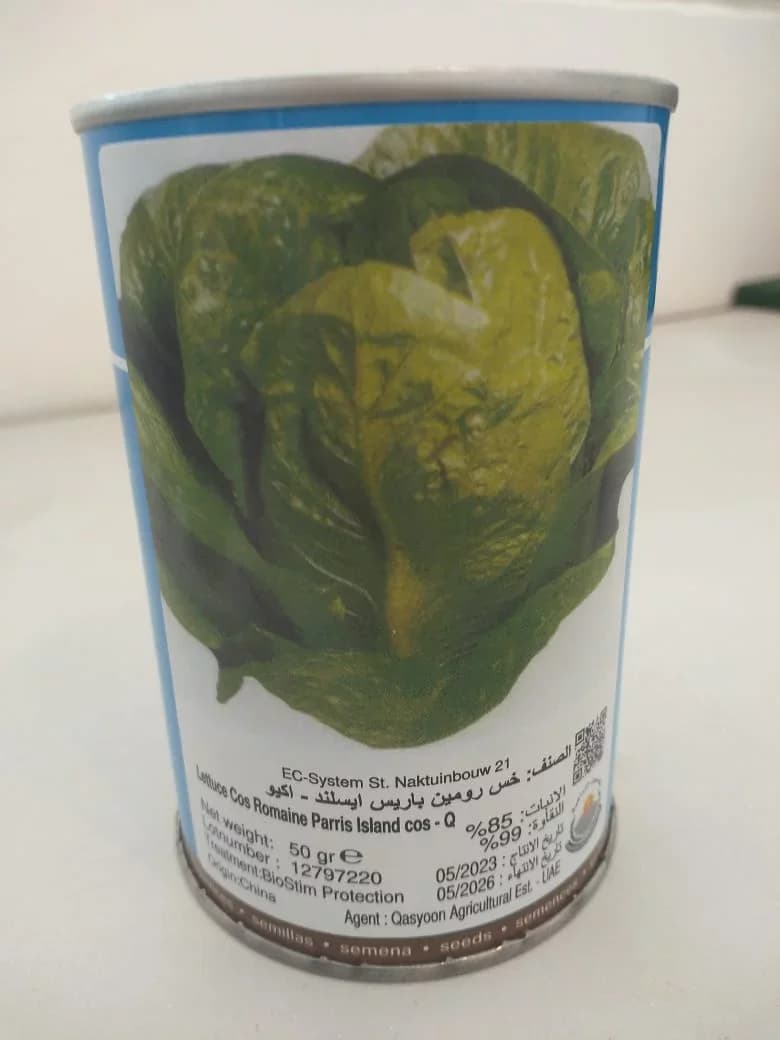 EC-System St. Naktuinbouw 21
الصنف: خس رومين باريس ايسلند - اكيو
Lettuce Cos Romaine Parris Island cos - Q
الانبات: 85%
النقاوة: 99%
Net weight: 50 gr ℮
Lotnumber : 12797220
تاريخ الانتاج : 05/2023
تاريخ الانتهاء : 05/2026
Treatment:BioStim Protection
Origin:China
Agent : Qasyoon Agricultural Est. - UAE
• semillas • semena • seeds • semences